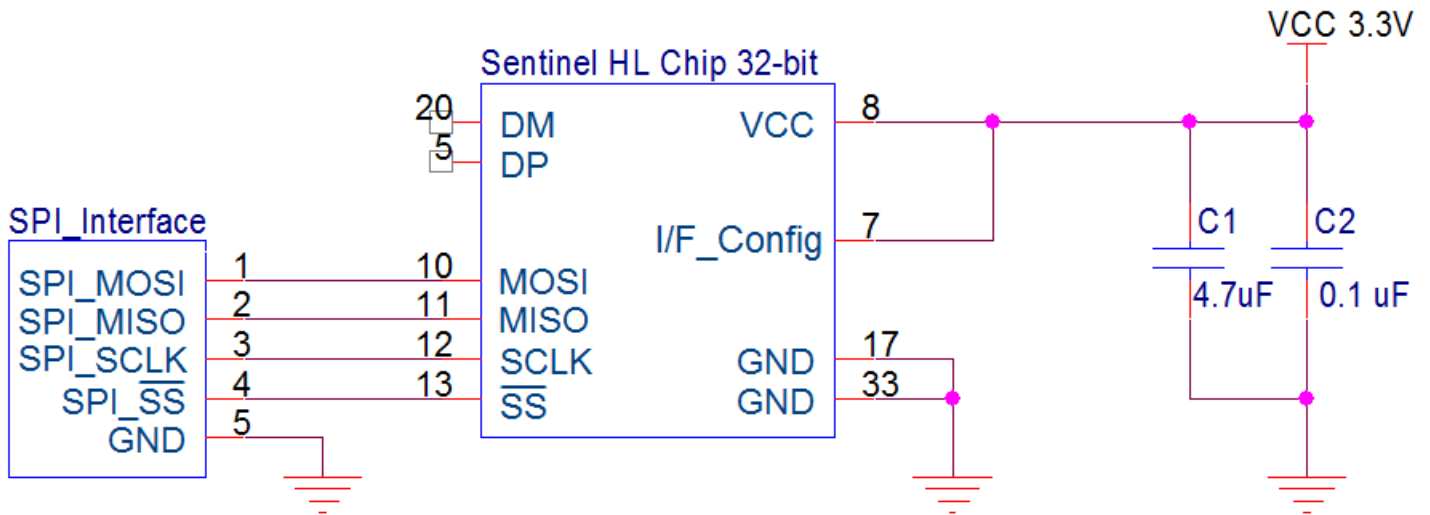 VCC 3.3V
Sentinel HL Chip 32-bit
20 DM VCC 8
5 DP
SPI_Interface
I/F_Config 7
C1 C2
SPI_MOSI 1 10 MOSI
4.7uF 0.1 uF
SPI_MISO 2 11 MISO
SPI_SCLK 3 12 SCLK GND 17
SPI_S̅S̅ 4 13 S̅S̅ GND 33
GND 5